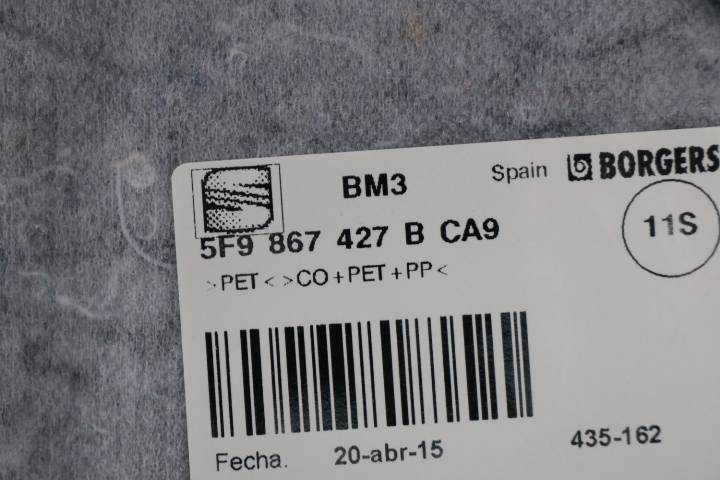 BM3 Spain BORGERS
5F9 867 427 B CA9 11S
>PET< >CO+PET+PP<
Fecha. 20-abr-15 435-162